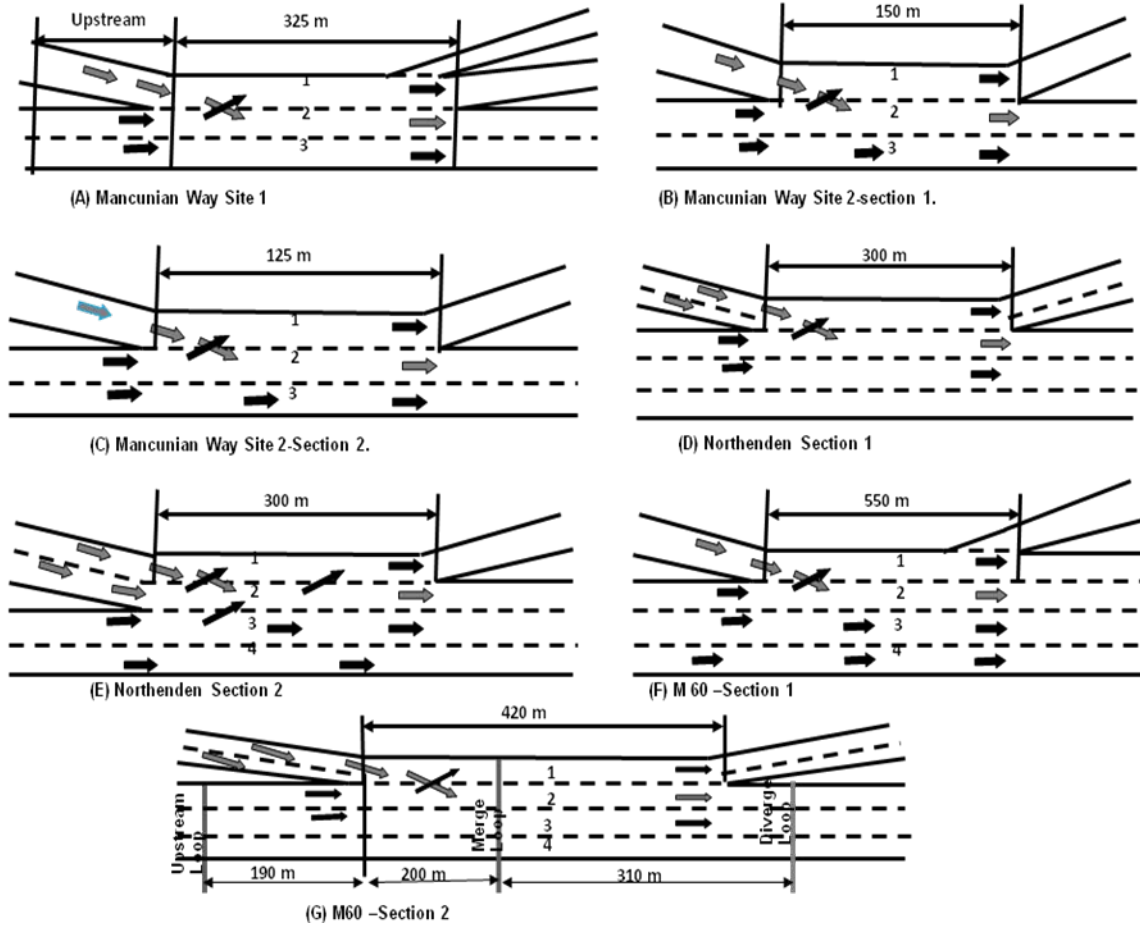 Upstream
325 m
1
2
3
(A) Mancunian Way Site 1
150 m
1
2
3
(B) Mancunian Way Site 2-section 1.
125 m
1
2
3
(C) Mancunian Way Site 2-Section 2.
300 m
(D) Northenden Section 1
300 m
1
2
3
4
(E) Northenden Section 2
550 m
1
2
3
4
(F) M 60 –Section 1
420 m
1
2
3
4
Upstream
Loop
Merge
Loop
Diverge
Loop
190 m
200 m
310 m
(G) M60 –Section 2